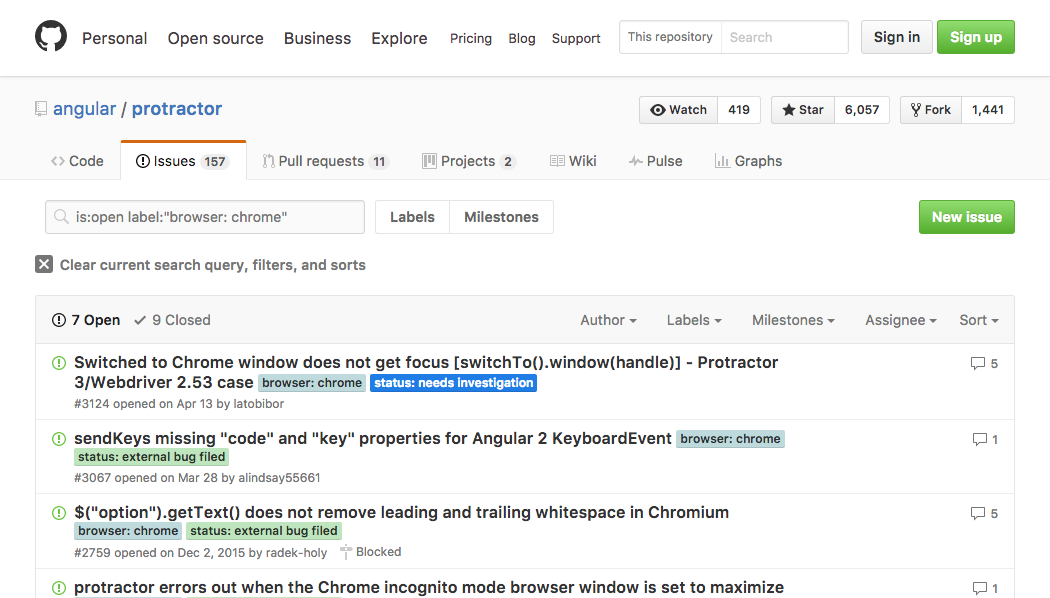 Personal Open source Business Explore Pricing Blog Support This repository Search Sign in Sign up
angular / protractor Watch 419 Star 6,057 Fork 1,441
Code Issues 157 Pull requests 11 Projects 2 Wiki Pulse Graphs
is:open label:"browser: chrome" Labels Milestones New issue
Clear current search query, filters, and sorts
7 Open 9 Closed Author Labels Milestones Assignee Sort
Switched to Chrome window does not get focus [switchTo().window(handle)] - Protractor 5
3/Webdriver 2.53 case browser: chrome status: needs investigation
#3124 opened on Apr 13 by latobibor
sendKeys missing "code" and "key" properties for Angular 2 KeyboardEvent browser: chrome 1
status: external bug filed
#3067 opened on Mar 28 by alindsay55661
$("option").getText() does not remove leading and trailing whitespace in Chromium 5
browser: chrome status: external bug filed
#2759 opened on Dec 2, 2015 by radek-holy Blocked
protractor errors out when the Chrome incognito mode browser window is set to maximize 1